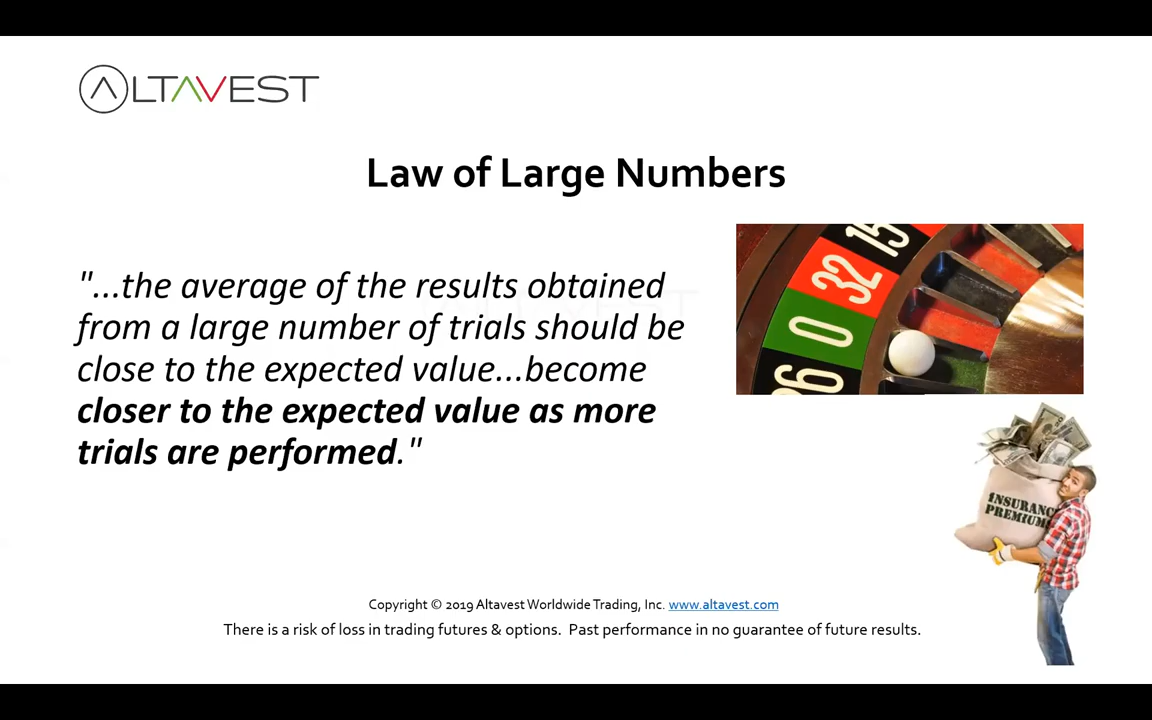 ALTAVEST
Law of Large Numbers
"...the average of the results obtained
from a large number of trials should be
close to the expected value...become
closer to the expected value as more
trials are performed."
15
32
0
26
INSURANCE
PREMIUMS
Copyright © 2019 Altavest Worldwide Trading, Inc. www.altavest.com
There is a risk of loss in trading futures & options. Past performance in no guarantee of future results.